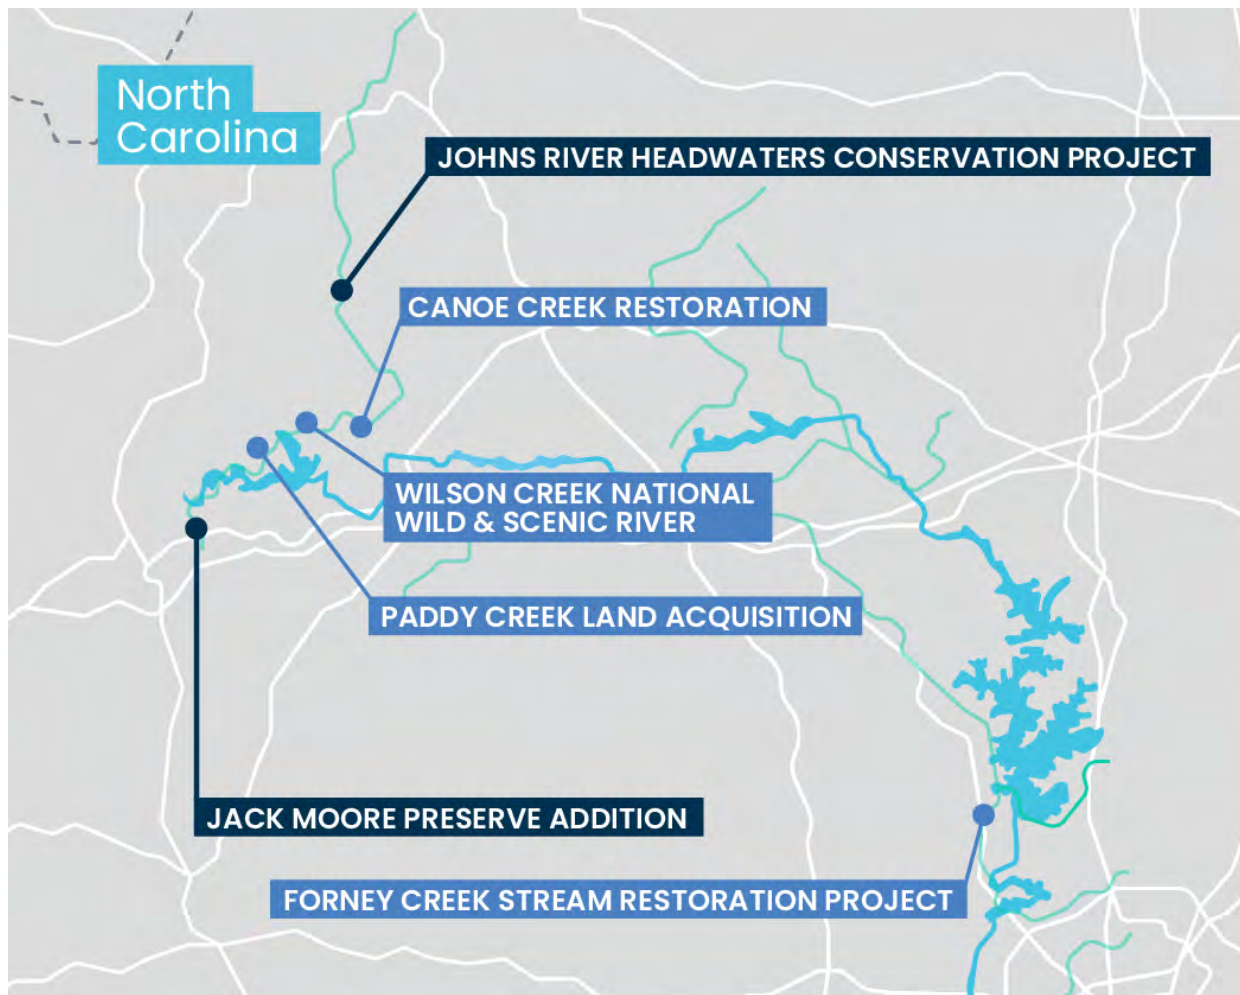 North
Carolina
JOHNS RIVER HEADWATERS CONSERVATION PROJECT
CANOE CREEK RESTORATION
WILSON CREEK NATIONAL
WILD & SCENIC RIVER
PADDY CREEK LAND ACQUISITION
JACK MOORE PRESERVE ADDITION
FORNEY CREEK STREAM RESTORATION PROJECT